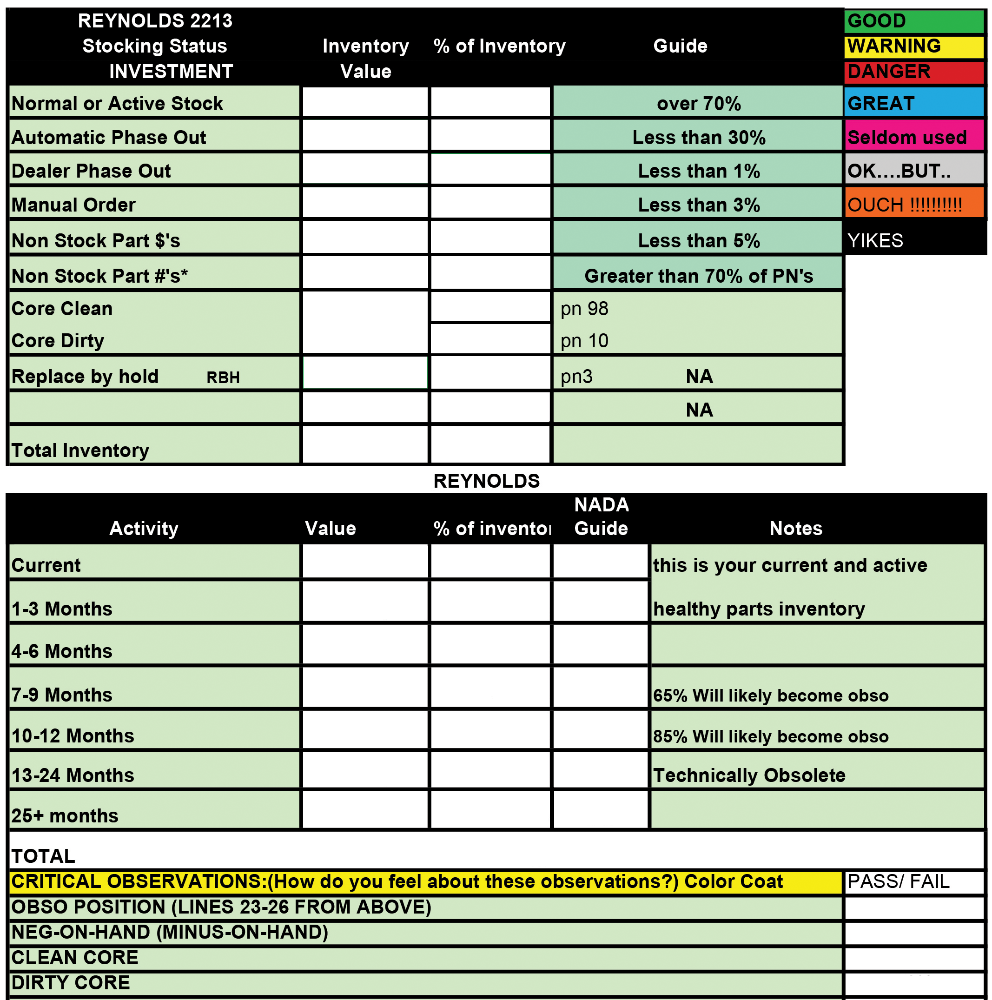 REYNOLDS 2213 GOOD
Stocking Status Inventory % of Inventory Guide WARNING
INVESTMENT Value DANGER
Normal or Active Stock over 70% GREAT
Automatic Phase Out Less than 30% Seldom used
Dealer Phase Out Less than 1% OK....BUT..
Manual Order Less than 3% OUCH !!!!!!!!!!
Non Stock Part $'s Less than 5% YIKES
Non Stock Part #'s* Greater than 70% of PN's
Core Clean pn 98
Core Dirty pn 10
Replace by hold RBH pn3 NA
NA
Total Inventory
REYNOLDS
NADA
Activity Value % of inventor Guide Notes
Current this is your current and active
1-3 Months healthy parts inventory
4-6 Months
7-9 Months 65% Will likely become obso
10-12 Months 85% Will likely become obso
13-24 Months Technically Obsolete
25+ months
TOTAL
CRITICAL OBSERVATIONS:(How do you feel about these observations?) Color Coat PASS/ FAIL
OBSO POSITION (LINES 23-26 FROM ABOVE)
NEG-ON-HAND (MINUS-ON-HAND)
CLEAN CORE
DIRTY CORE